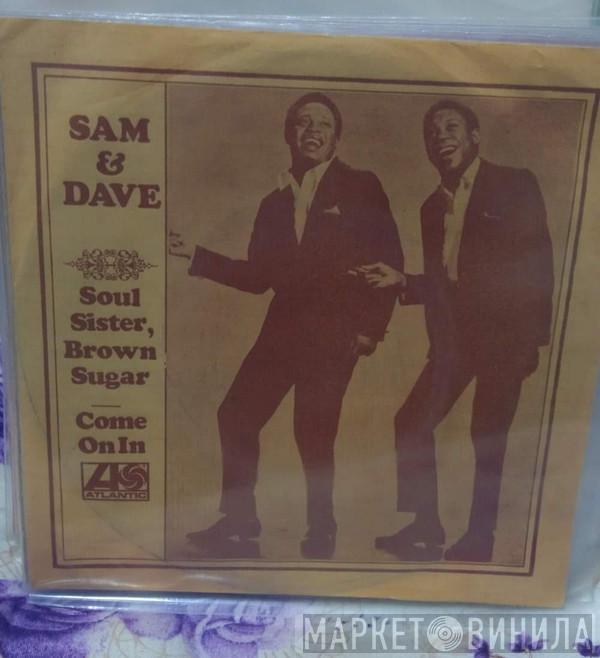 SAM
&
DAVE
Soul
Sister,
Brown
Sugar
Come
On In
ATLANTIC
МАРКЕТ ВИНИЛА